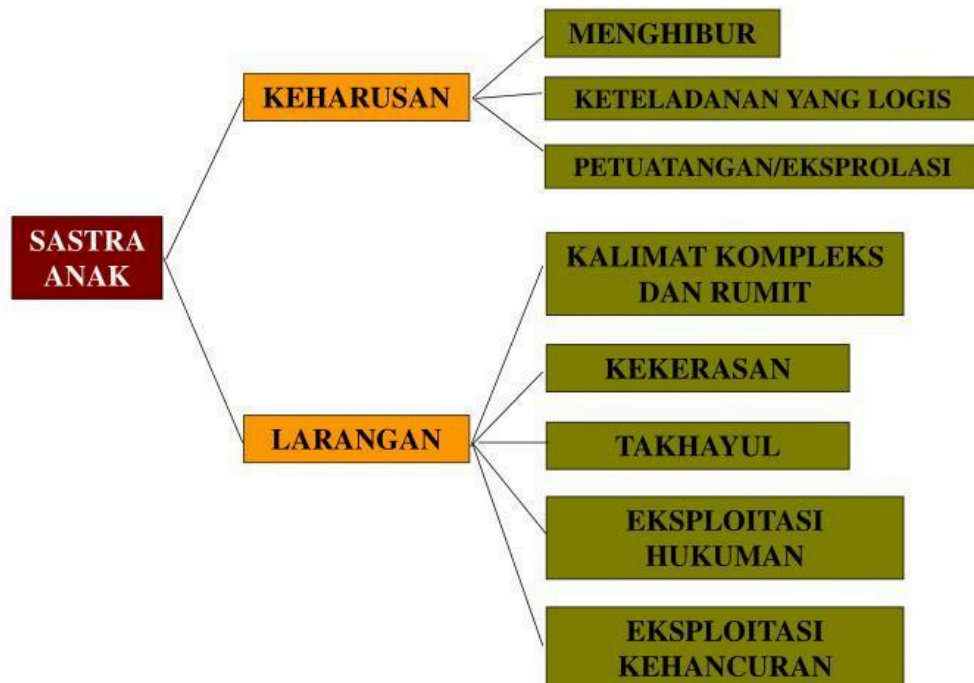 SASTRA
ANAK
KEHARUSAN
MENGHIBUR
KETELADANAN YANG LOGIS
PETUATANGAN/EKSPROLASI
LARANGAN
KALIMAT KOMPLEKS
DAN RUMIT
KEKERASAN
TAKHAYUL
EKSPLOITASI
HUKUMAN
EKSPLOITASI
KEHANCURAN